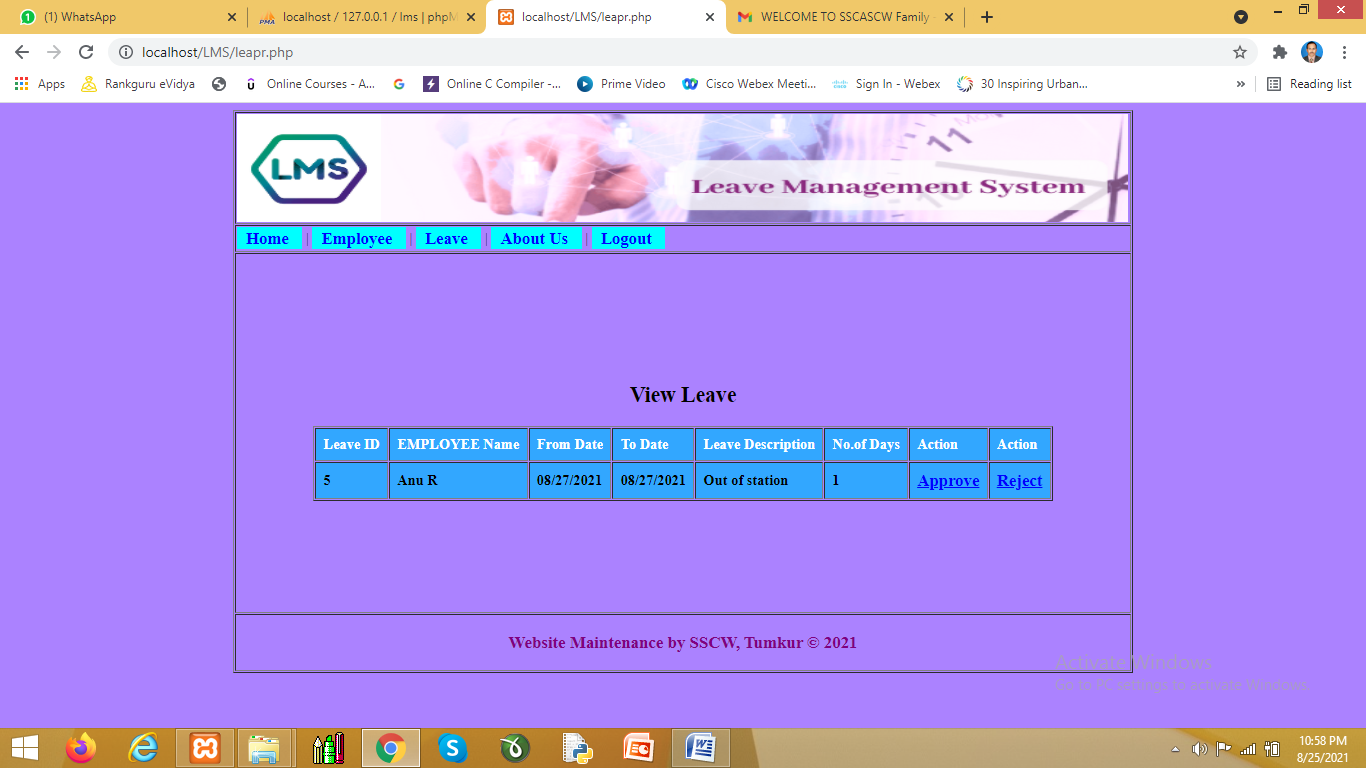 (1) WhatsApp
localhost / 127.0.0.1 / lms | phpM
localhost/LMS/leapr.php
WELCOME TO SSCASCW Family
localhost/LMS/leapr.php
Apps
Rankguru eVidya
Online Courses - A...
Online C Compiler -...
Prime Video
Cisco Webex Meeti...
Sign In - Webex
30 Inspiring Urban...
»
Reading list
LMS
11
Leave Management System
Home | Employee | Leave | About Us | Logout
View Leave
Leave ID EMPLOYEE Name From Date To Date Leave Description No.of Days Action Action
5 Anu R 08/27/2021 08/27/2021 Out of station 1 Approve Reject
Website Maintenance by SSCW, Tumkur © 2021
Activate Windows
Go to PC settings to activate Windows.
10:58 PM
8/25/2021